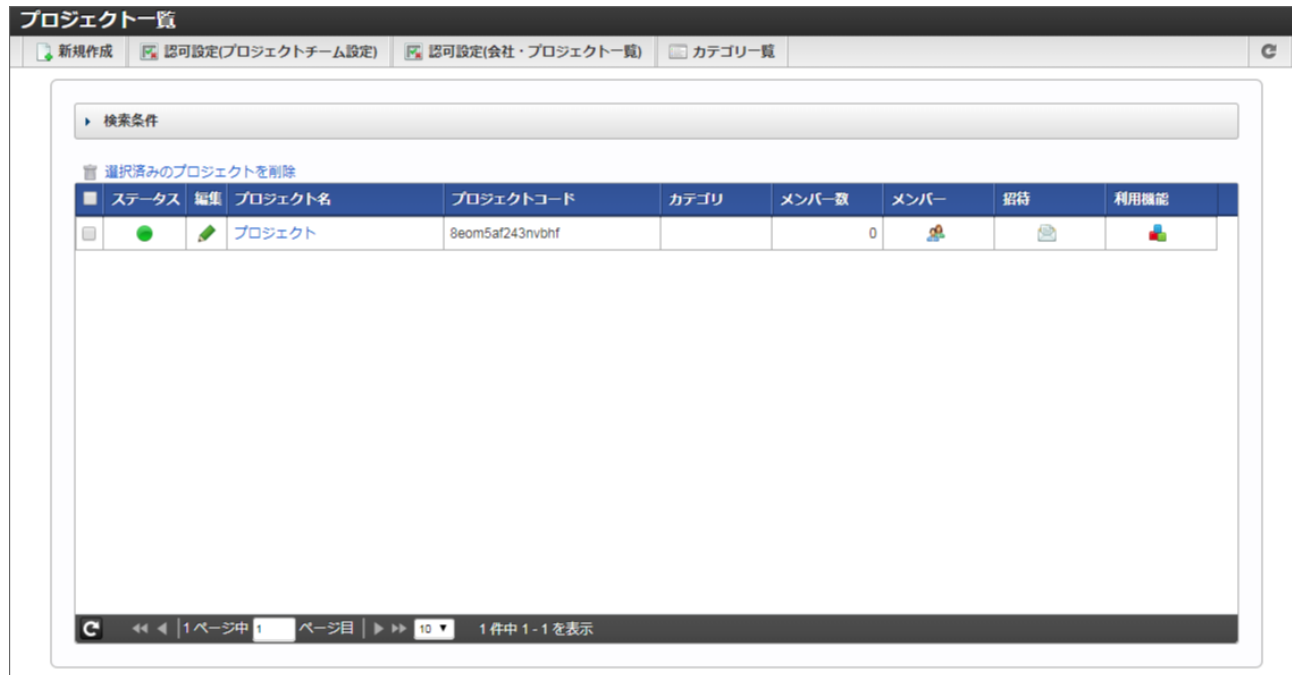 プロジェクト一覧
新規作成 認可設定(プロジェクトチーム設定) 認可設定(会社・プロジェクト一覧) カテゴリ一覧
検索条件
選択済みのプロジェクトを削除
ステータス 編集 プロジェクト名 プロジェクトコード カテゴリ メンバー数 メンバー 招待 利用機能
プロジェクト 8eom5af243nvbhf 0
1 ページ中 1 ページ目 10 1 件中 1 - 1 を表示